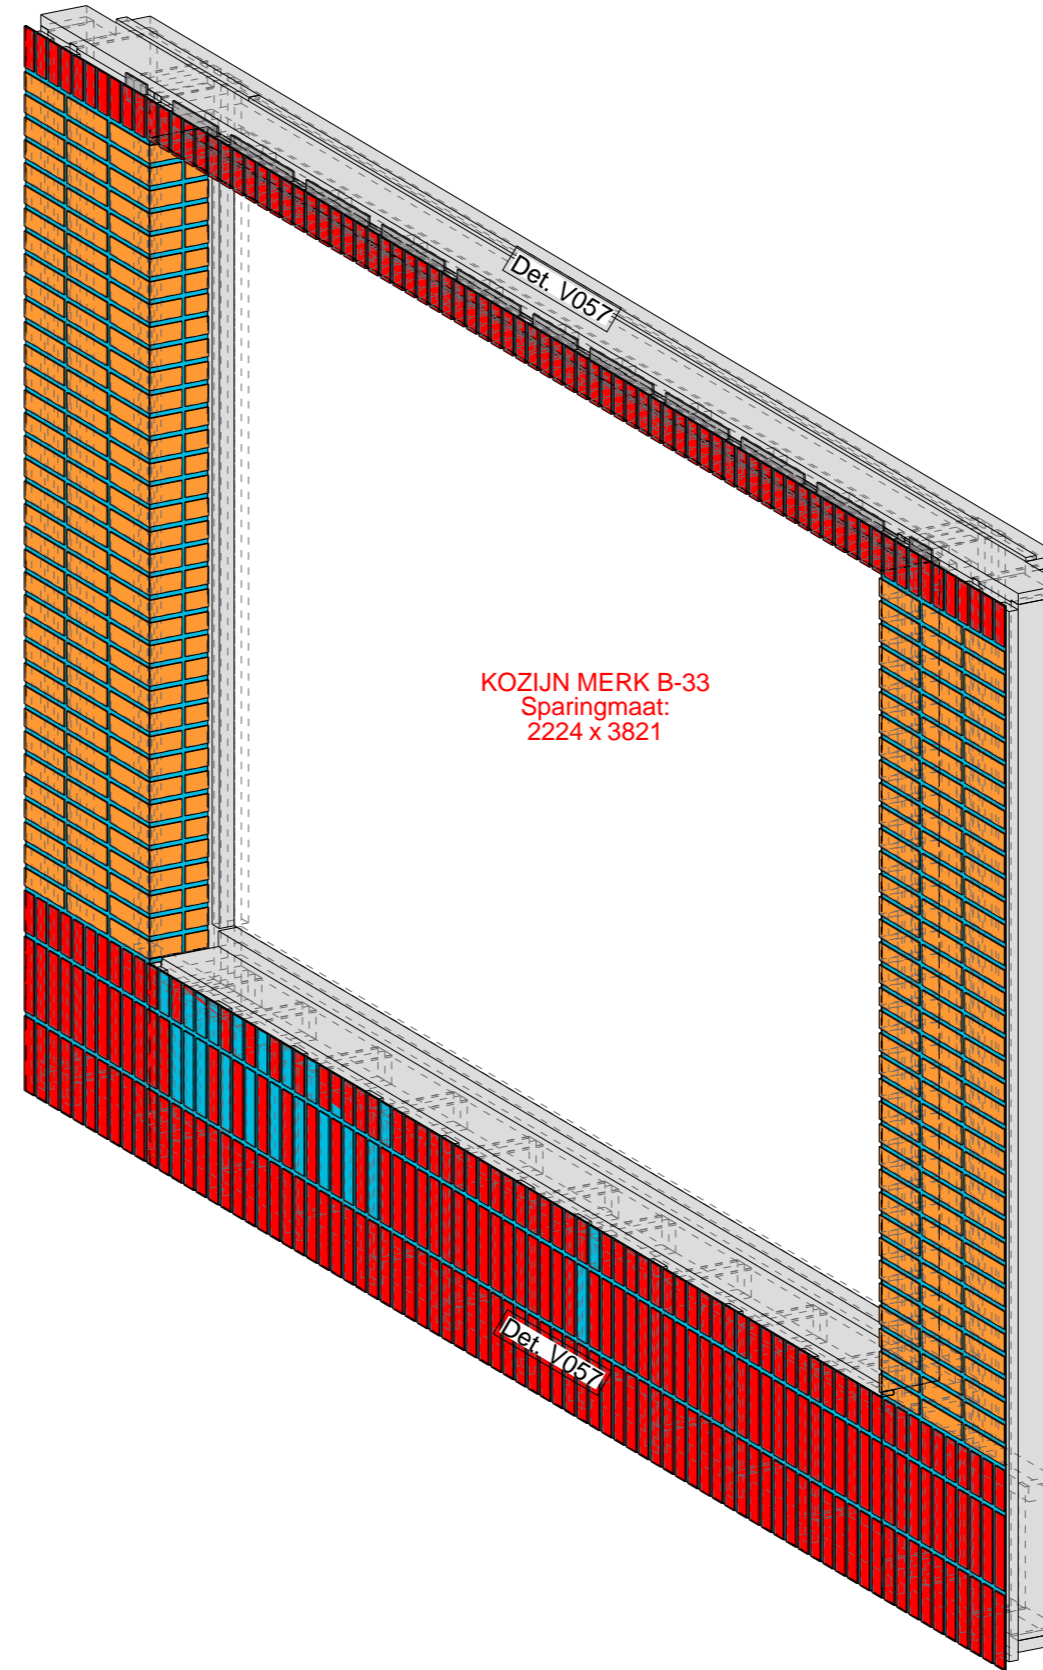 Det. V057
KOZIJN MERK B-33
Sparingmaat:
2224 x 3821
Det. V057